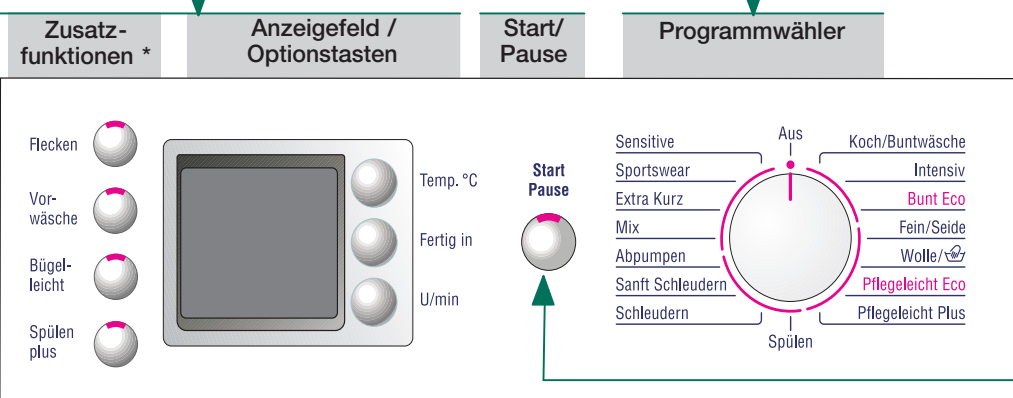 Zusatz-
funktionen *
Anzeigefeld /
Optionstasten
Start/
Pause
Programmwähler
Flecken
Vor-
wäsche
Bügel-
leicht
Spülen
plus
Temp. °C
Fertig in
U/min
Start
Pause
Aus
Sensitive
Sportswear
Extra Kurz
Mix
Abpumpen
Sanft Schleudern
Schleudern
Koch/Buntwäsche
Intensiv
Bunt Eco
Fein/Seide
Wolle/
Pflegeleicht Eco
Pflegeleicht Plus
Spülen